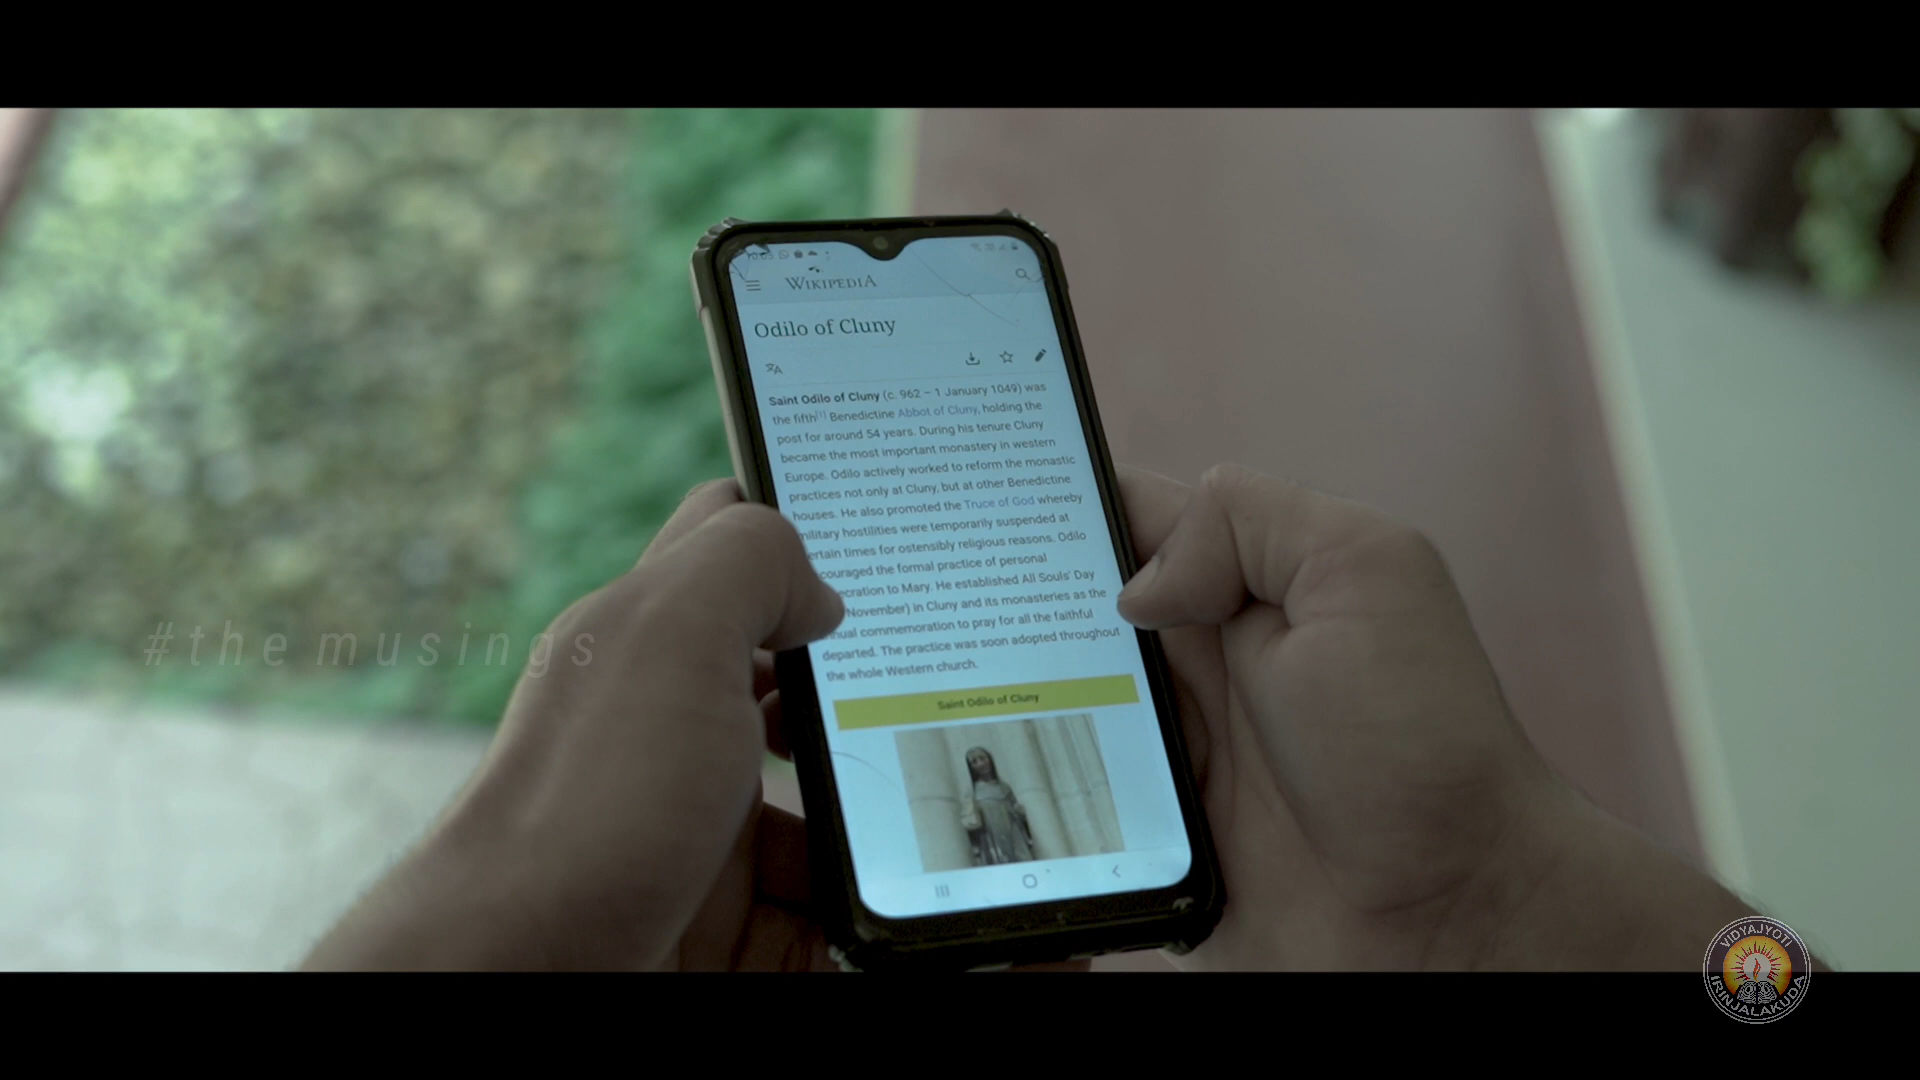 10:05
WIKIPEDIA
Odilo of Cluny
Saint Odilo of Cluny (c. 962 – 1 January 1049) was
the fifth[1] Benedictine Abbot of Cluny, holding the
post for around 54 years. During his tenure Cluny
became the most important monastery in western
Europe. Odilo actively worked to reform the monastic
practices not only at Cluny, but at other Benedictine
houses. He also promoted the Truce of God whereby
military hostilities were temporarily suspended at
ertain times for ostensibly religious reasons. Odilo
couraged the formal practice of personal
ecration to Mary. He established All Souls' Day
November) in Cluny and its monasteries as the
nnual commemoration to pray for all the faithful
departed. The practice was soon adopted throughout
the whole Western church.
Saint Odilo of Cluny
#the musings
VIDYAJYOTI
IRINJALAKUDA